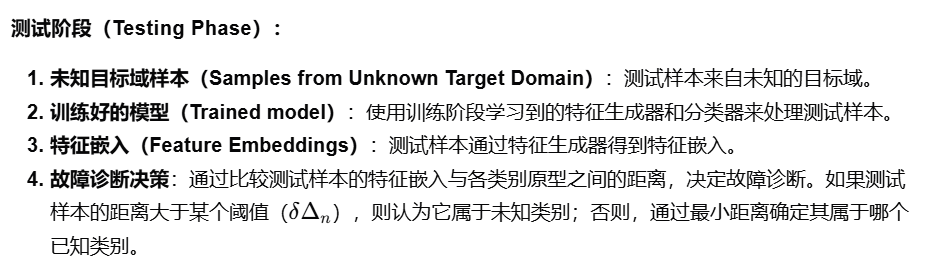 测试阶段（Testing Phase）：
1. 未知目标域样本（Samples from Unknown Target Domain）：测试样本来自未知的目标域。
2. 训练好的模型（Trained model）：使用训练阶段学习到的特征生成器和分类器来处理测试样本。
3. 特征嵌入（Feature Embeddings）：测试样本通过特征生成器得到特征嵌入。
4. 故障诊断决策：通过比较测试样本的特征嵌入与各类别原型之间的距离，决定故障诊断。如果测试
样本的距离大于某个阈值（δΔₙ），则认为它属于未知类别；否则，通过最小距离确定其属于哪个
已知类别。